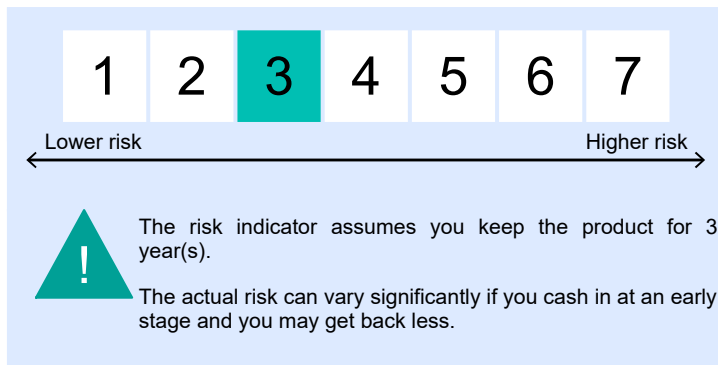 1 2 3 4 5 6 7
Lower risk Higher risk
!
The risk indicator assumes you keep the product for 3
year(s).
The actual risk can vary significantly if you cash in at an early
stage and you may get back less.